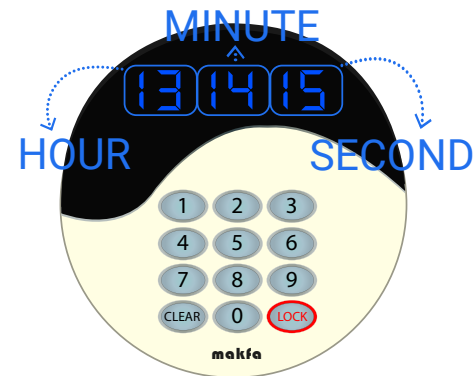 MINUTE
13 14 15
HOUR
SECOND
1 2 3
4 5 6
7 8 9
CLEAR 0 LOCK
makfa